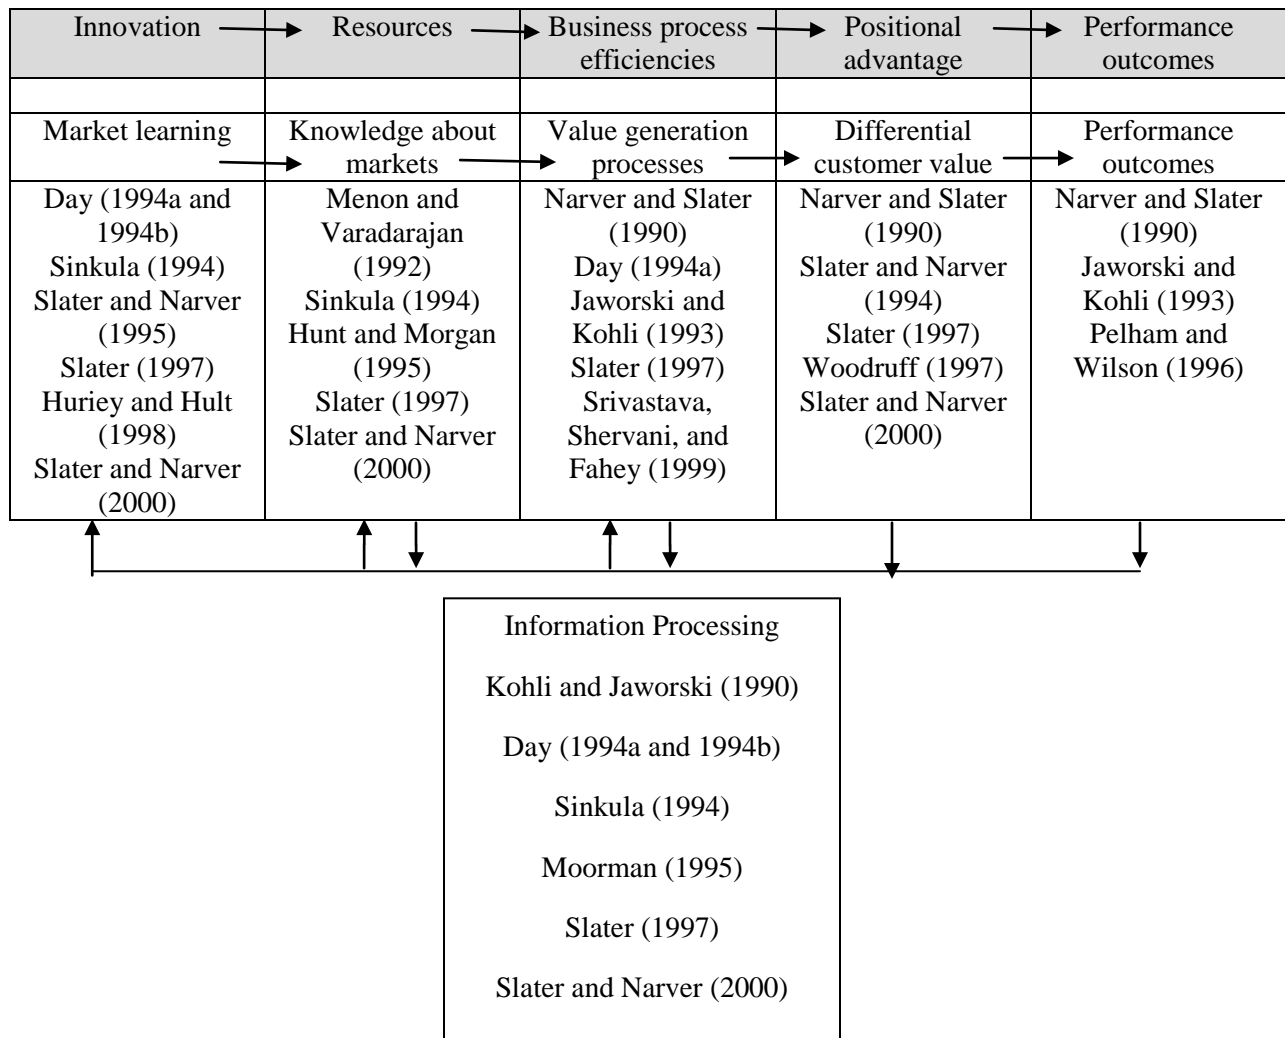 Innovation
Resources
Business process
efficiencies
Positional
advantage
Performance
outcomes
Market learning
Knowledge about
markets
Value generation
processes
Differential
customer value
Performance
outcomes
Day (1994a and
1994b)
Sinkula (1994)
Slater and Narver
(1995)
Slater (1997)
Huriey and Hult
(1998)
Slater and Narver
(2000)
Menon and
Varadarajan
(1992)
Sinkula (1994)
Hunt and Morgan
(1995)
Slater (1997)
Slater and Narver
(2000)
Narver and Slater
(1990)
Day (1994a)
Jaworski and
Kohli (1993)
Slater (1997)
Srivastava,
Shervani, and
Fahey (1999)
Narver and Slater
(1990)
Slater and Narver
(1994)
Slater (1997)
Woodruff (1997)
Slater and Narver
(2000)
Narver and Slater
(1990)
Jaworski and
Kohli (1993)
Pelham and
Wilson (1996)
Information Processing
Kohli and Jaworski (1990)
Day (1994a and 1994b)
Sinkula (1994)
Moorman (1995)
Slater (1997)
Slater and Narver (2000)